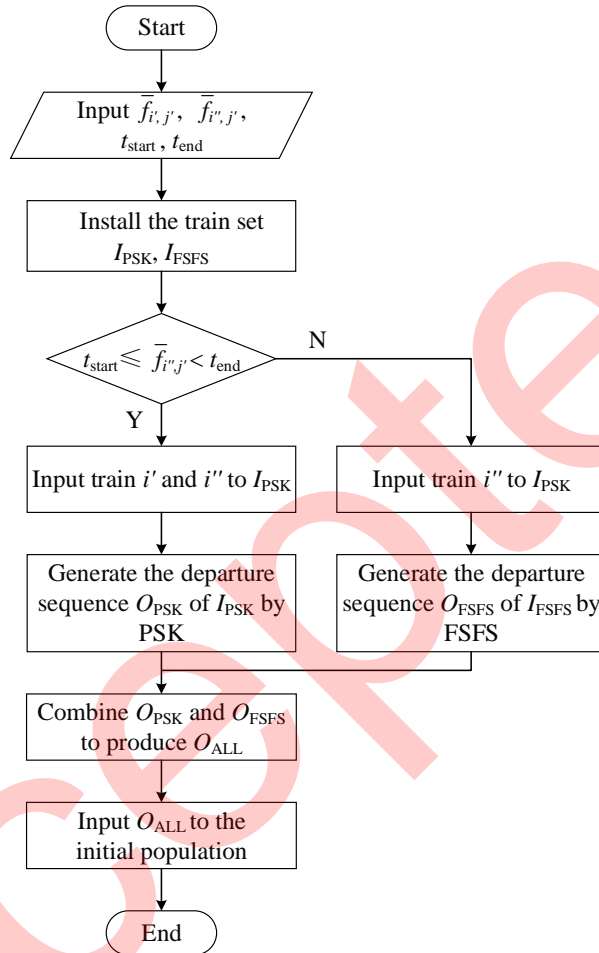 Start
Input f̅i′, j′, f̅i″, j′,
tstart, tend
Install the train set
IPSK, IFSFS
tstart ≤ f̅i″,j′ < tend
N
Y
Input train i′ and i″ to IPSK
Input train i″ to IPSK
Generate the departure
sequence OPSK of IPSK by
PSK
Generate the departure
sequence OFSFS of IFSFS by
FSFS
Combine OPSK and OFSFS
to produce OALL
Input OALL to the
initial population
End
cepte